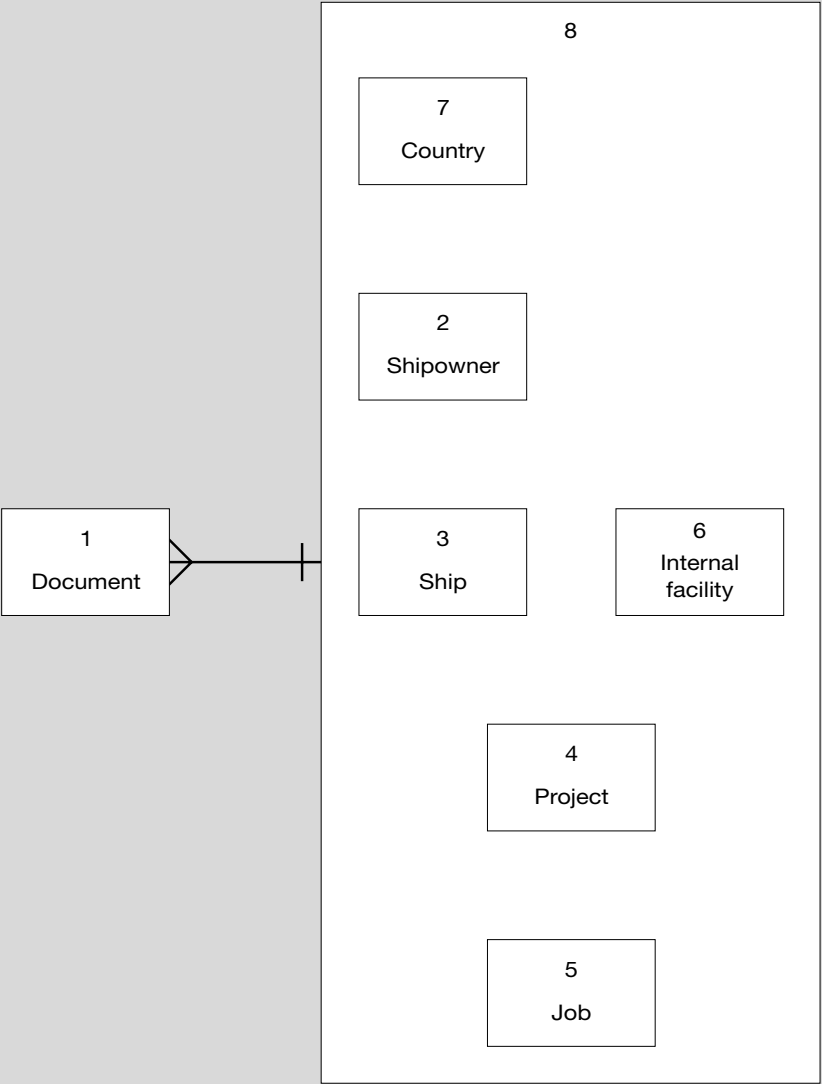 8
7
Country
2
Shipowner
1
Document
3
Ship
6
Internal
facility
4
Project
5
Job